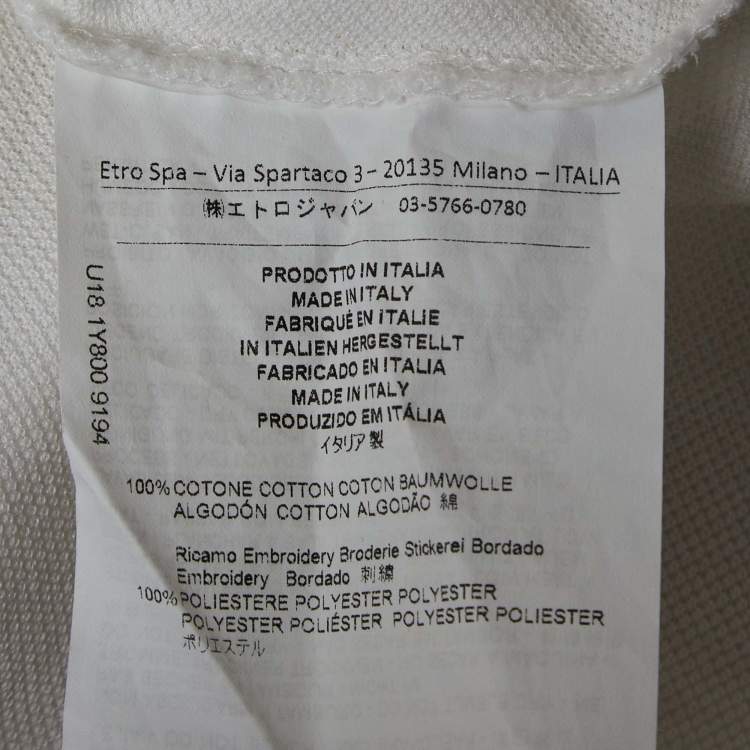 Etro Spa – Via Spartaco 3 – 20135 Milano – ITALIA
㈱エトロジャパン 03-5766-0780
U18 1Y800 9194
PRODOTTO IN ITALIA
MADE IN ITALY
FABRIQUÉ EN ITALIE
IN ITALIEN HERGESTELLT
FABRICADO EN ITALIA
MADE IN ITALY
PRODUZIDO EM ITÁLIA
イタリア製
100% COTONE COTTON COTON BAUMWOLLE
ALGODÓN COTTON ALGODÃO 綿
Ricamo Embroidery Broderie Stickerei Bordado
Embroidery Bordado 刺繍
100% POLIESTERE POLYESTER POLYESTER
POLYESTER POLIÉSTER POLYESTER POLIESTER
ポリエステル